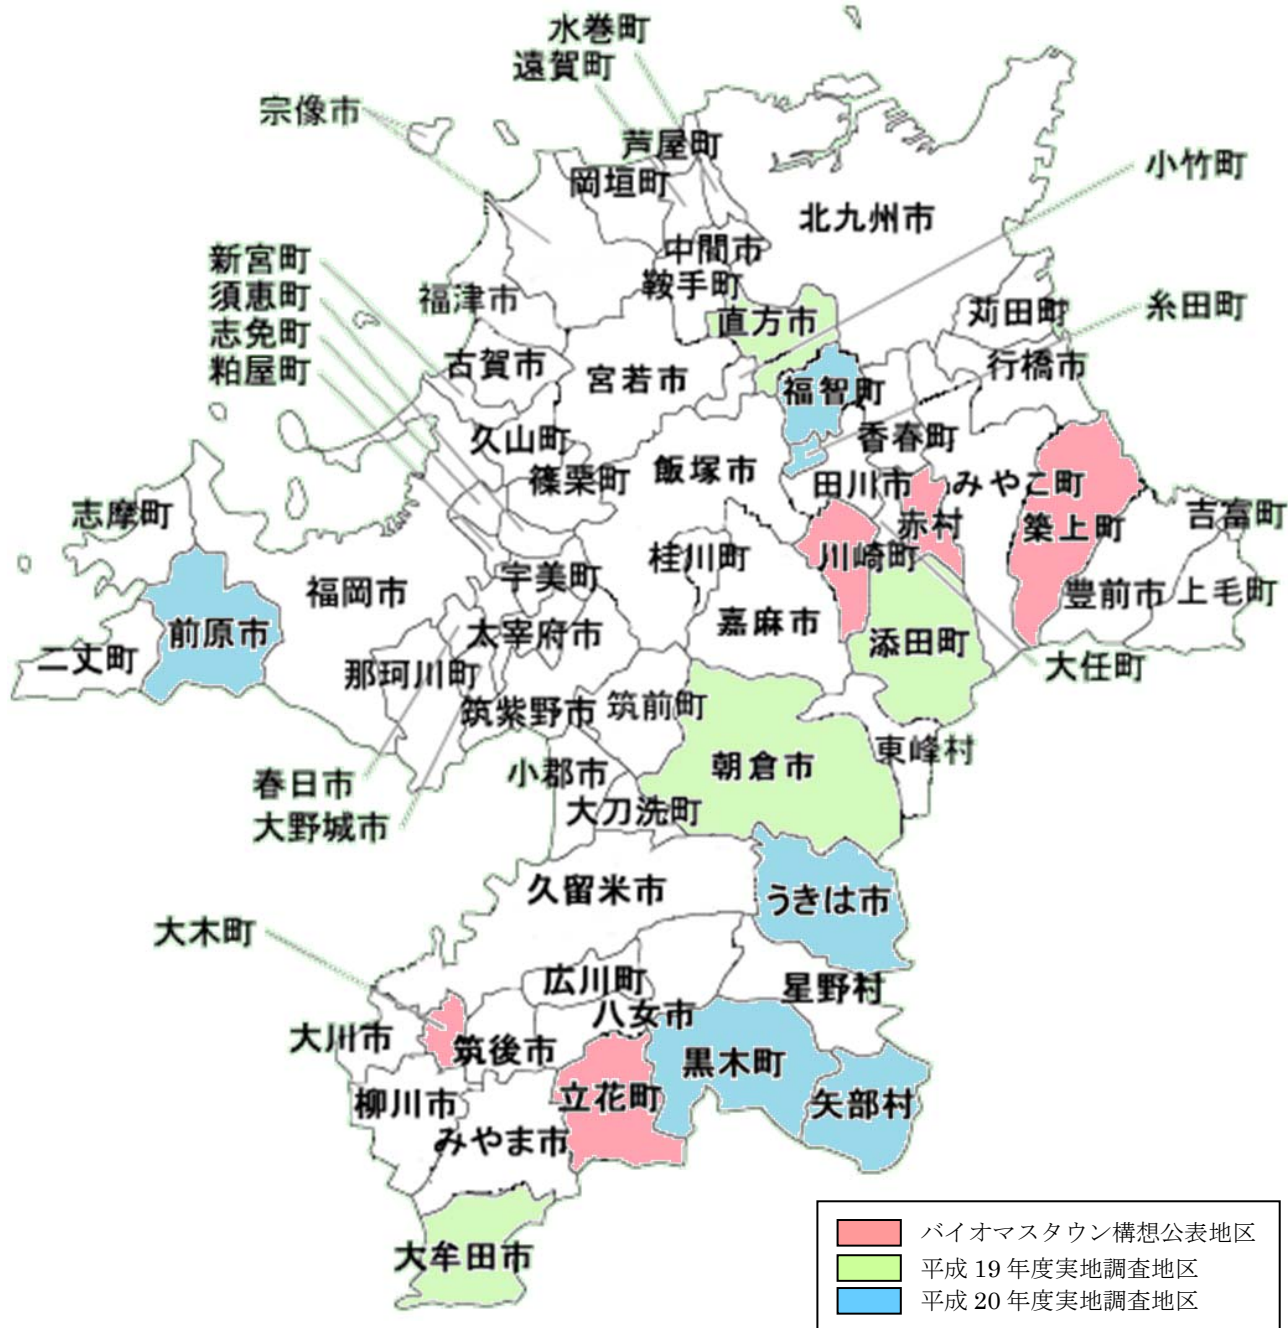 水巻町
遠賀町
宗像市
芦屋町
岡垣町
小竹町
北九州市
中間市
新宮町
鞍手町
須恵町
福津市
糸田町
直方市
苅田町
志免町
古賀市
行橋市
粕屋町
宮若市
福智町
久山町
香春町
飯塚市
篠栗町
田川市
みやこ町
志摩町
吉富町
赤村
築上町
川崎町
桂川町
宇美町
福岡市
豊前市
上毛町
嘉麻市
前原市
太宰府市
添田町
二丈町
大任町
那珂川町
筑紫野市
筑前町
東峰村
朝倉市
小郡市
春日市
大刀洗町
大野城市
久留米市
うきは市
大木町
広川町
星野村
八女市
大川市
筑後市
黒木町
立花町
柳川市
矢部村
みやま市
大牟田市
バイオマスタウン構想公表地区
平成 19 年度実地調査地区
平成 20 年度実地調査地区